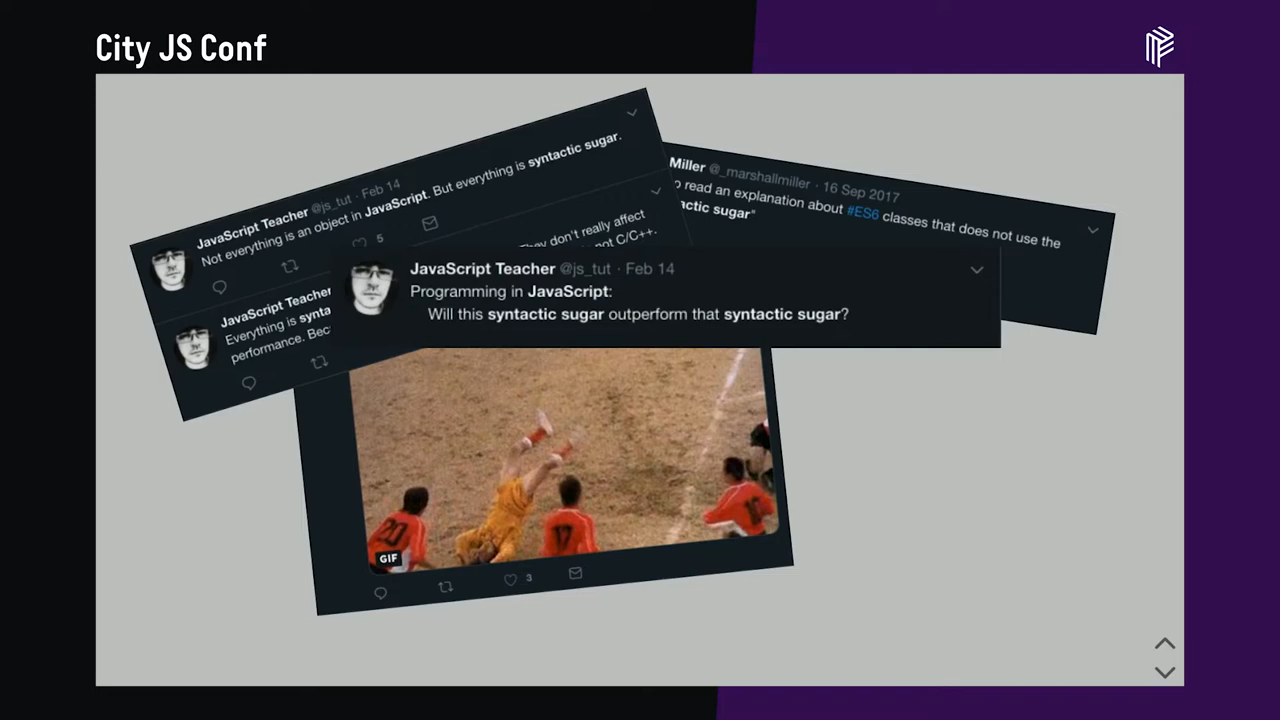 City JS Conf
JavaScript Teacher @js_tut · Feb 14
Not everything is an object in JavaScript. But everything is syntactic sugar.
5
Miller @_marshallmiller · 16 Sep 2017
read an explanation about #ES6 classes that does not use the
sugar"
JavaScript Teacher
Everything is
They don't really affect
performance.
not C/C++.
JavaScript Teacher @js_tut · Feb 14
Programming in JavaScript:
Will this syntactic sugar outperform that syntactic sugar?
20
17
GIF
3